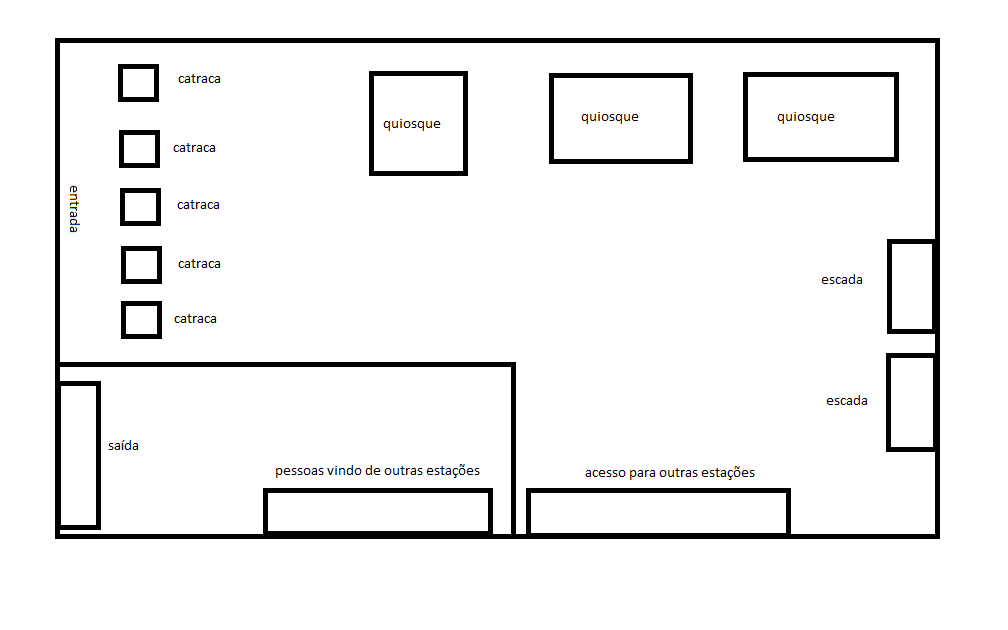 catraca
quiosque
quiosque
quiosque
catraca
entrada
catraca
catraca
escada
catraca
escada
saída
pessoas vindo de outras estações
acesso para outras estações